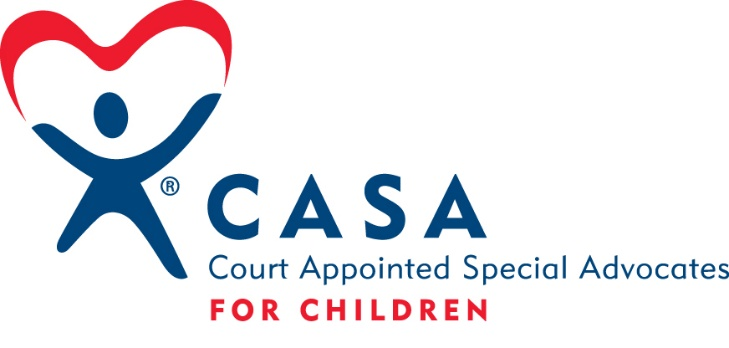 ®
CASA
Court Appointed Special Advocates
FOR CHILDREN